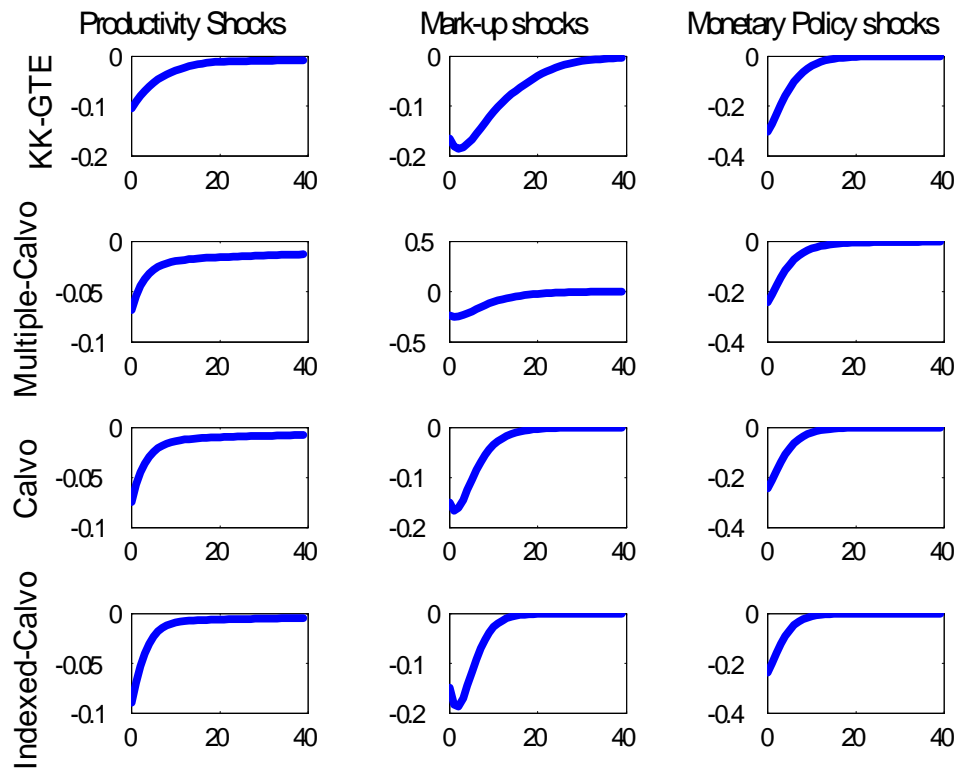 Productivity Shocks Mark-up shocks Monetary Policy shocks
KK-GTE
0 0 0
-0.1 -0.1 -0.2
-0.2 -0.2 -0.4
0 20 40 0 20 40 0 20 40
Multiple-Calvo
0 0.5 0
-0.05 0 -0.2
-0.1 -0.5 -0.4
0 20 40 0 20 40 0 20 40
Calvo
0 0 0
-0.05 -0.1 -0.2
-0.1 -0.2 -0.4
0 20 40 0 20 40 0 20 40
Indexed-Calvo
0 0 0
-0.05 -0.1 -0.2
-0.1 -0.2 -0.4
0 20 40 0 20 40 0 20 40